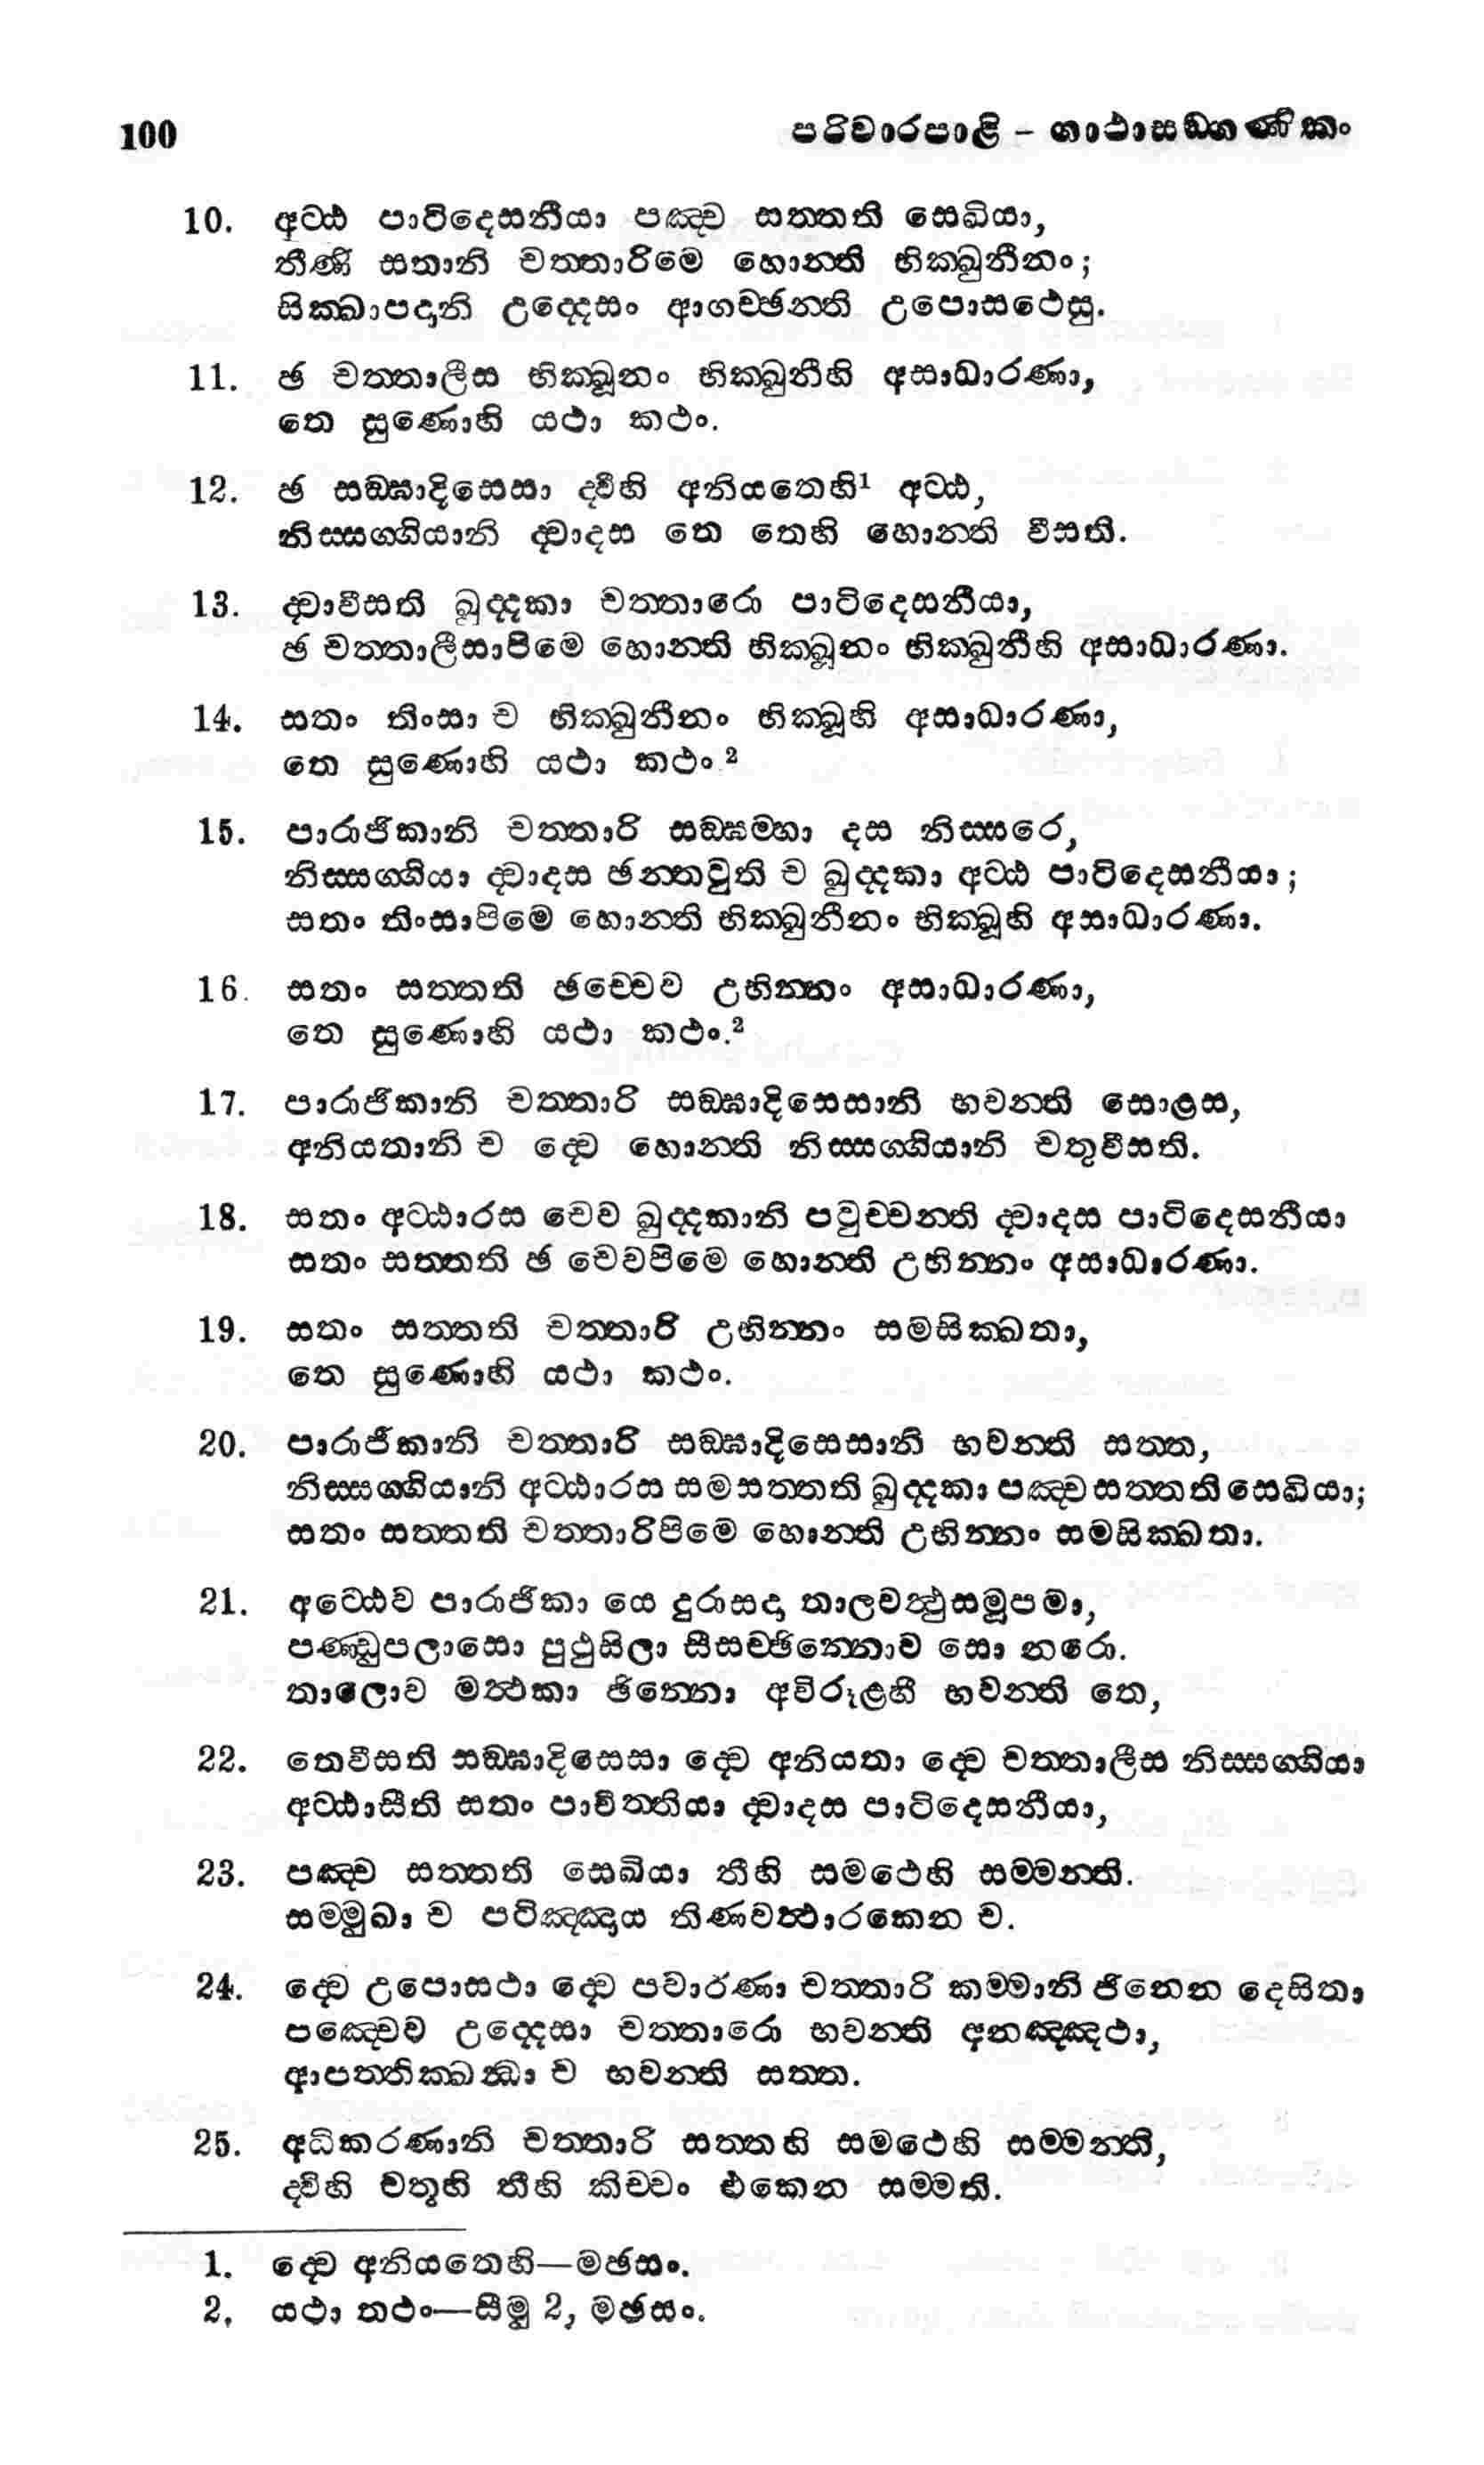 100 පරිවාරපාළි – ගාථාසඞ්ගණිකං
10. අට්ඨ පාටිදෙසනීයා පඤ්ච සත්තති සෙඛියා,
තීණි සතානි චත්තාරිමෙ හොන්ති භික්ඛුනීනං;
සික්ඛාපදානි උද්දෙසං ආගච්ඡන්ති උපොසථෙසු.
11. ඡ චත්තාලීස භික්ඛූනං භික්ඛුනීහි අසාධාරණා,
තෙ සුණොහි යථා කථං.
12. ඡ සඞ්ඝාදිසෙසා ද්වීහි අනියතෙහි¹ අට්ඨ,
නිස්සග්ගියානි ද්වාදස තෙ තෙහි හොන්ති වීසති.
13. ද්වාවීසති ඛුද්දකා චත්තාරො පාටිදෙසනීයා,
ඡ චත්තාලීසාපිමෙ හොන්ති භික්ඛූනං භික්ඛුනීහි අසාධාරණා.
14. සතං තිංසා ච භික්ඛුනීනං භික්ඛූහි අසාධාරණා,
තෙ සුණොහි යථා කථං.²
15. පාරාජිකානි චත්තාරි සඞ්ඝම්හා දස නිස්සරෙ,
නිස්සග්ගියා ද්වාදස ඡන්නවුති ච ඛුද්දකා අට්ඨ පාටිදෙසනීයා;
සතං තිංසාපිමෙ හොන්ති භික්ඛුනීනං භික්ඛූහි අසාධාරණා.
16. සතං සත්තති ඡච්චෙව උභින්නං අසාධාරණා,
තෙ සුණොහි යථා කථං.²
17. පාරාජිකානි චත්තාරි සඞ්ඝාදිසෙසානි භවන්ති සොළස,
අනියතානි ච ද්වෙ හොන්ති නිස්සග්ගියානි චතුවීසති.
18. සතං අට්ඨාරස චෙව ඛුද්දකානි පවුච්චන්ති ද්වාදස පාටිදෙසනීයා
සතං සත්තති ඡ චෙවපිමෙ හොන්ති උභින්නං අසාධාරණා.
19. සතං සත්තති චත්තාරි උභින්නං සමසික්ඛතා,
තෙ සුණොහි යථා කථං.
20. පාරාජිකානි චත්තාරි සඞ්ඝාදිසෙසානි භවන්ති සත්ත,
නිස්සග්ගියානි අට්ඨාරස සමසත්තති ඛුද්දකා පඤ්ච සත්තති සෙඛියා;
සතං සත්තති චත්තාරිපිමෙ හොන්ති උභින්නං සමසික්ඛතා.
21. අට්ඨෙව පාරාජිකා යෙ දුරාසදා තාලවත්ථුසමූපමා,
පණ්ඩුපලාසො පුථුසිලා සීසච්ඡින්නොව සො නරො.
තාලොව මත්ථකා ඡින්නො අවිරූළ්හී භවන්ති තෙ,
22. තෙවීසති සඞ්ඝාදිසෙසා ද්වෙ අනියතා ද්වෙ චත්තාලීස නිස්සග්ගියා
අට්ඨාසීති සතං පාචිත්තියා ද්වාදස පාටිදෙසනීයා,
23. පඤ්ච සත්තති සෙඛියා තීහි සමථෙහි සම්මන්ති.
සම්මුඛා ච පටිඤ්ඤාය තිණවත්ථාරකෙන ච.
24. ද්වෙ උපොසථා ද්වෙ පවාරණා චත්තාරි කම්මානි ජිනෙන දෙසිතා
පඤ්චෙව උද්දෙසා චත්තාරො භවන්ති අනඤ්ඤථා,
ආපත්තික්ඛන්ධා ච භවන්ති සත්ත.
25. අධිකරණානි චත්තාරි සත්තහි සමථෙහි සම්මන්ති,
ද්වීහි චතූහි තීහි කිච්චං එකෙන සම්මති.
1. ද්වෙ අනියතෙහි—මඡසං.
2. යථා තථං—සීමු 2, මඡසං.